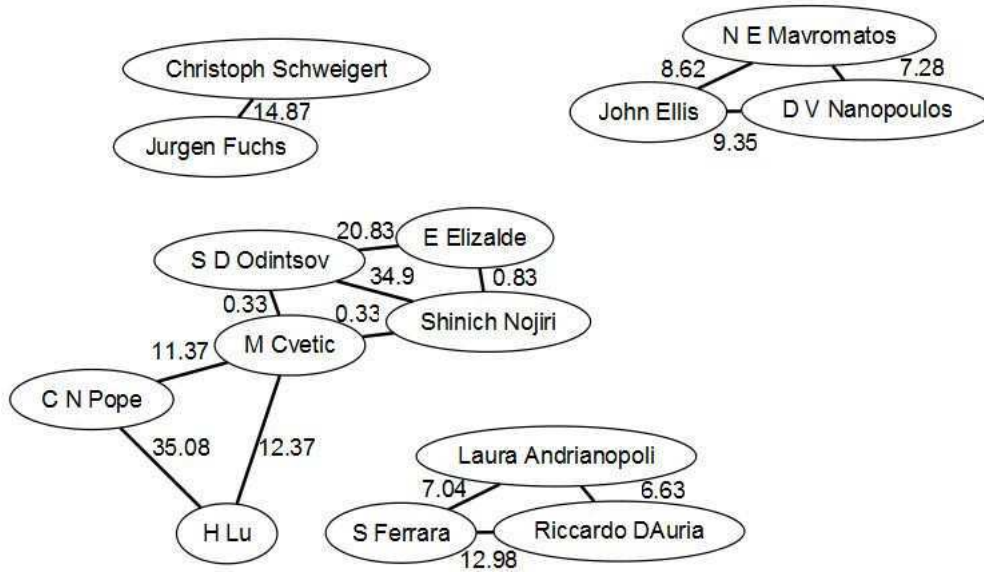 N E Mavromatos
Christoph Schweigert
8.62
7.28
14.87
John Ellis
D V Nanopoulos
Jurgen Fuchs
9.35
20.83
E Elizalde
S D Odintsov
34.9
0.83
0.33
0.33
Shinich Nojiri
M Cvetic
11.37
C N Pope
35.08
12.37
Laura Andrianopoli
7.04
6.63
H Lu
S Ferrara
Riccardo DAuria
12.98